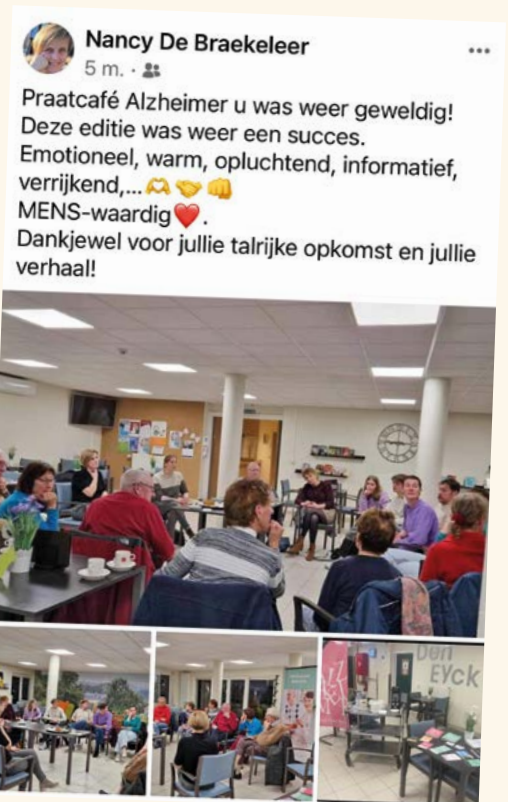 Nancy De Braekeleer
5 m. ·
Praatcafé Alzheimer u was weer geweldig!
Deze editie was weer een succes.
Emotioneel, warm, opluchtend, informatief,
verrijkend,... 🫶🤝👊
MENS-waardig❤️.
Dankjewel voor jullie talrijke opkomst en jullie
verhaal!
Den
EYck